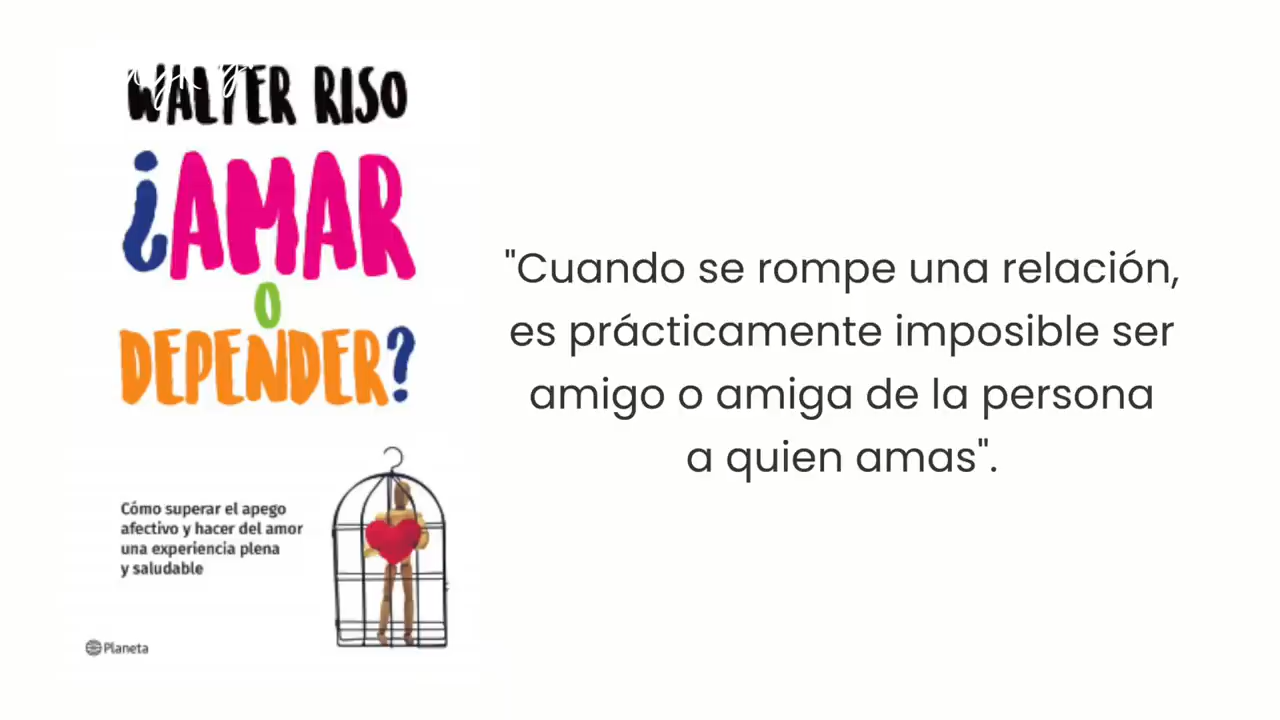 WALTER RISO
¿AMAR
O
DEPENDER?
Cómo superar el apego
afectivo y hacer del amor
una experiencia plena
y saludable
Planeta
"Cuando se rompe una relación,
es prácticamente imposible ser
amigo o amiga de la persona
a quien amas".